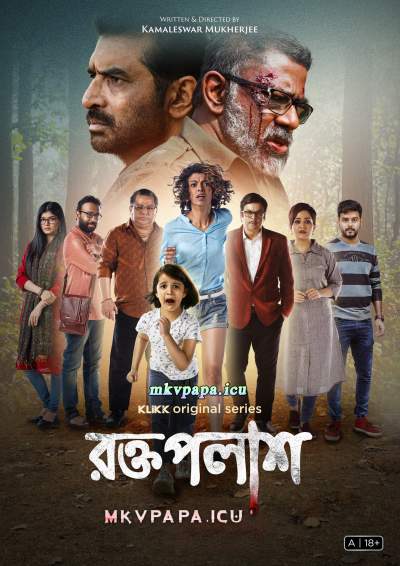 WRITTEN & DIRECTED BY
KAMALESWAR MUKHERJEE
mkvpapa.icu
KLiKK original series
রক্তপলাশ
MKVPAPA.ICU
A | 18+